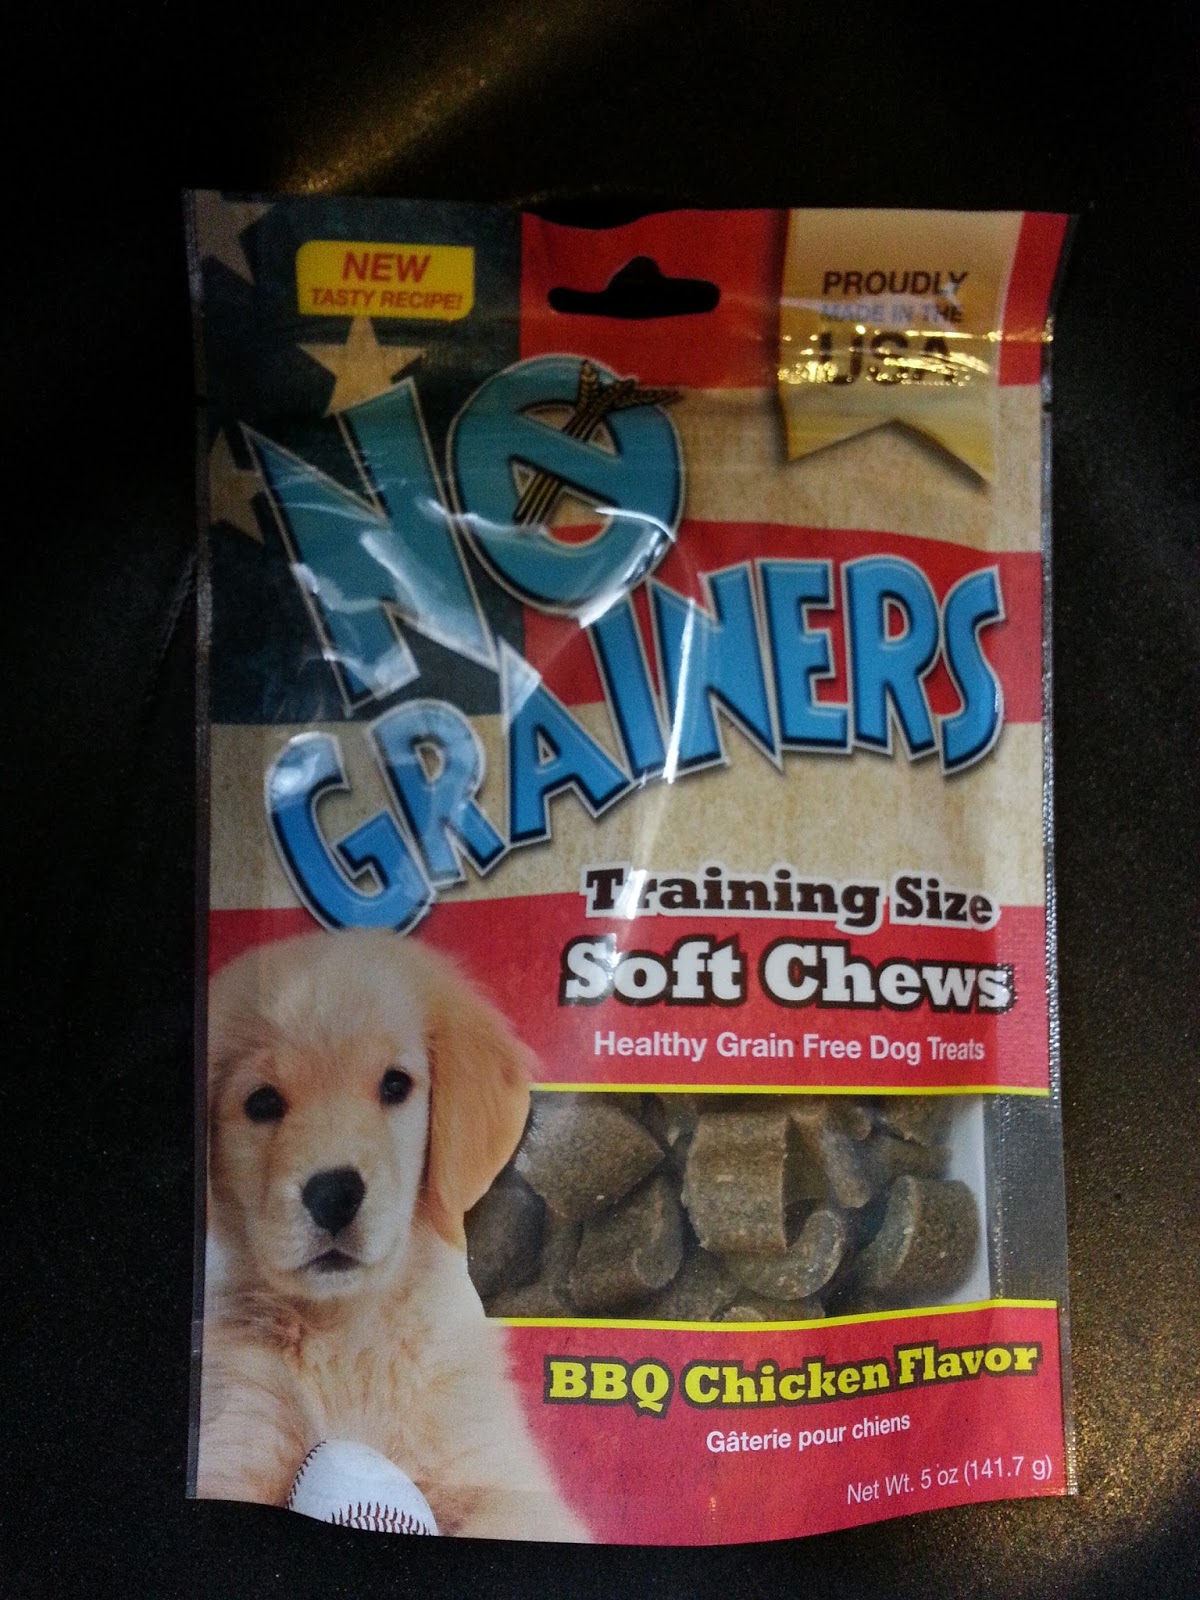 NEW
TASTY RECIPE!
PROUDLY
MADE IN THE
USA
NO
GRAINERS
Training Size
Soft Chews
Healthy Grain Free Dog Treats
BBQ Chicken Flavor
Gâterie pour chiens
Net Wt. 5 oz (141.7 g)